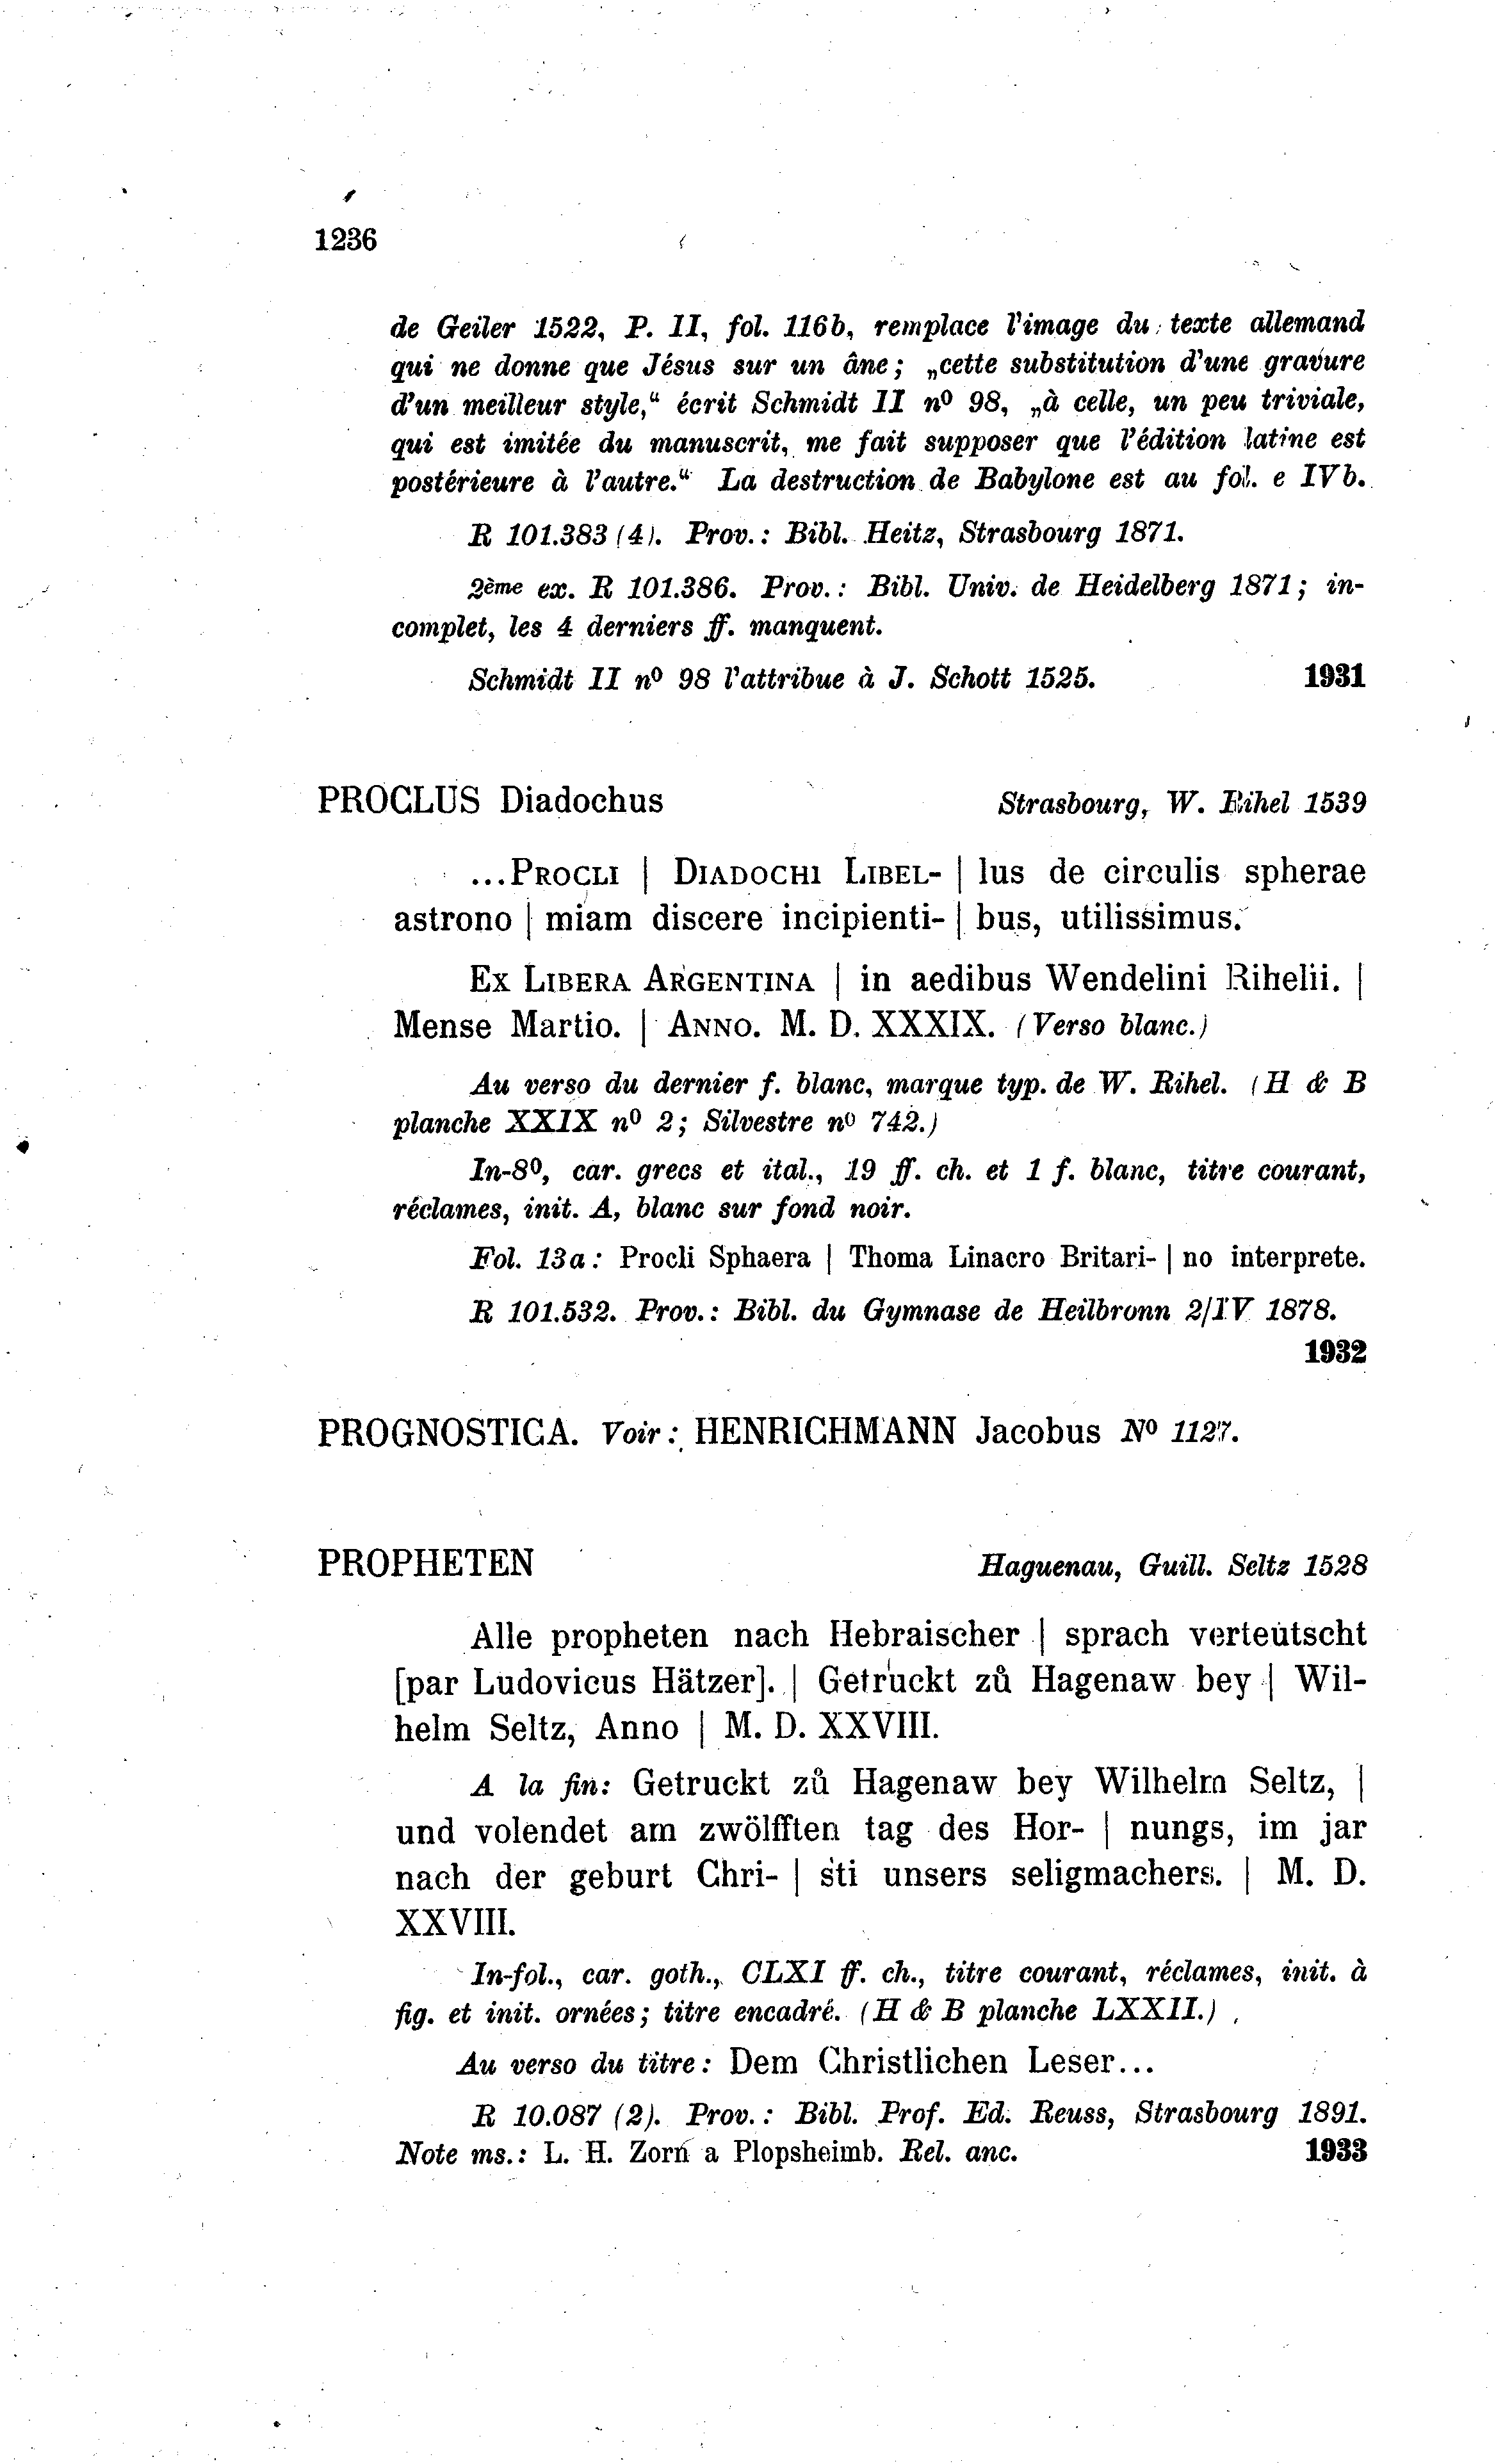 1236
de Geiler 1522, P. II, fol. 116b, remplace l'image du texte allemand
qui ne donne que Jésus sur un âne; „cette substitution d'une gravure
d'un meilleur style,“ écrit Schmidt II nº 98, „à celle, un peu triviale,
qui est imitée du manuscrit, me fait supposer que l'édition latine est
postérieure à l'autre.“ La destruction de Babylone est au fol. e IVb.
R 101.383 (4). Prov.: Bibl. Heitz, Strasbourg 1871.
2ème ex. R 101.386. Prov.: Bibl. Univ. de Heidelberg 1871; in-
complet, les 4 derniers ff. manquent.
Schmidt II nº 98 l'attribue à J. Schott 1525. 1931
PROCLUS Diadochus Strasbourg, W. Rihel 1539
...PROCLI | DIADOCHI LIBEL- | lus de circulis spherae
astrono | miam discere incipienti- | bus, utilissimus.
EX LIBERA ARGENTINA | in aedibus Wendelini Rihelii. |
Mense Martio. | ANNO. M. D. XXXIX. (Verso blanc.)
Au verso du dernier f. blanc, marque typ. de W. Rihel. (H & B
planche XXIX nº 2; Silvestre nº 742.)
In-8º, car. grecs et ital., 19 ff. ch. et 1 f. blanc, titre courant,
réclames, init. A, blanc sur fond noir.
Fol. 13a: Procli Sphaera | Thoma Linacro Britari- | no interprete.
R 101.532. Prov.: Bibl. du Gymnase de Heilbronn 2/IV 1878.
1932
PROGNOSTICA. Voir: HENRICHMANN Jacobus Nº 1127.
PROPHETEN Haguenau, Guill. Seltz 1528
Alle propheten nach Hebraischer | sprach verteutscht
[par Ludovicus Hätzer]. | Getruckt zů Hagenaw bey | Wil-
helm Seltz, Anno | M. D. XXVIII.
A la fin: Getruckt zů Hagenaw bey Wilhelm Seltz, |
und volendet am zwölfften tag des Hor- | nungs, im jar
nach der geburt Chri- | sti unsers seligmachers. | M. D.
XXVIII.
In-fol., car. goth., CLXI ff. ch., titre courant, réclames, init. à
fig. et init. ornées; titre encadré. (H & B planche LXXII.)
Au verso du titre: Dem Christlichen Leser...
R 10.087 (2). Prov.: Bibl. Prof. Ed. Reuss, Strasbourg 1891.
Note ms.: L. H. Zorn a Plopsheimb. Rel. anc. 1933